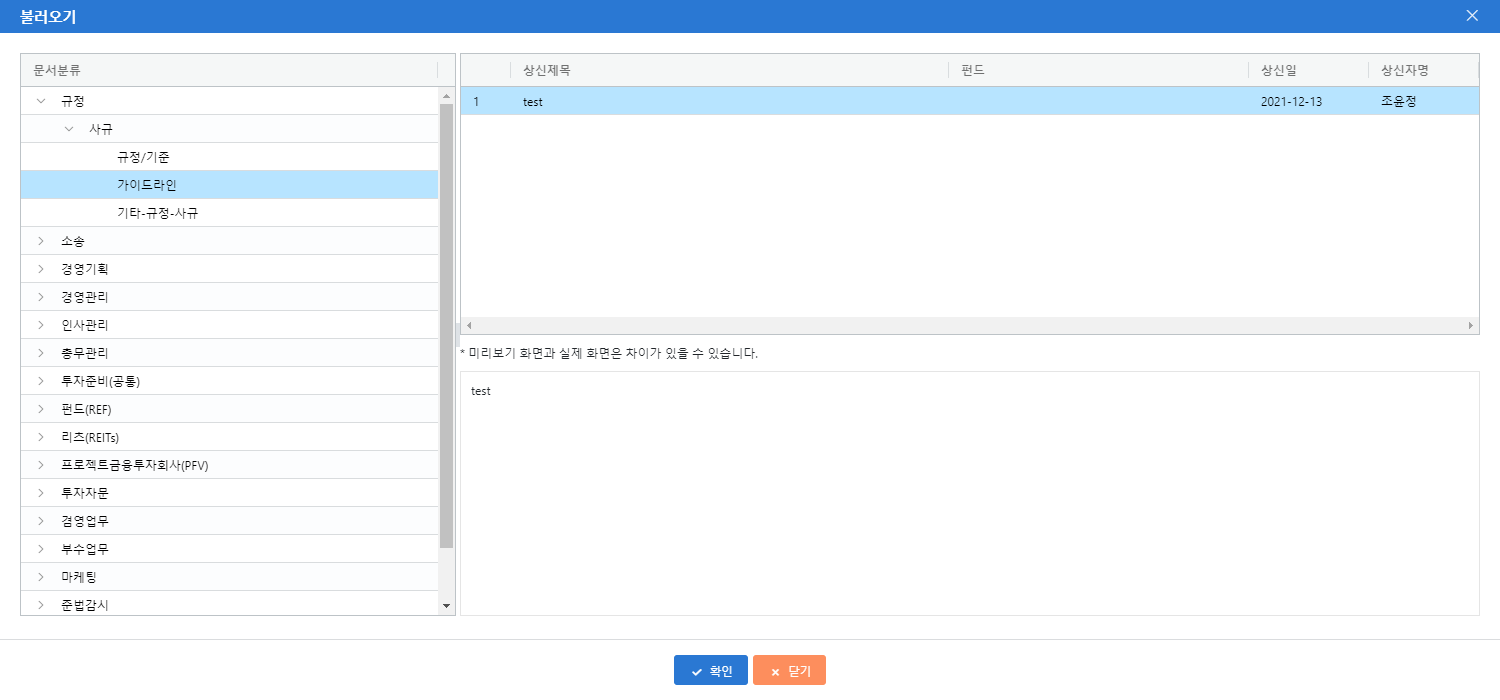 불러오기
문서분류
규정
사규
규정/기준
가이드라인
기타-규정-사규
소송
경영기획
경영관리
인사관리
총무관리
투자준비(공통)
펀드(REF)
리츠(REITs)
프로젝트금융투자회사(PFV)
투자자문
겸영업무
부수업무
마케팅
준법감시
상신제목 펀드 상신일 상신자명
1 test 2021-12-13 조윤정
* 미리보기 화면과 실제 화면은 차이가 있을 수 있습니다.
test
확인 닫기